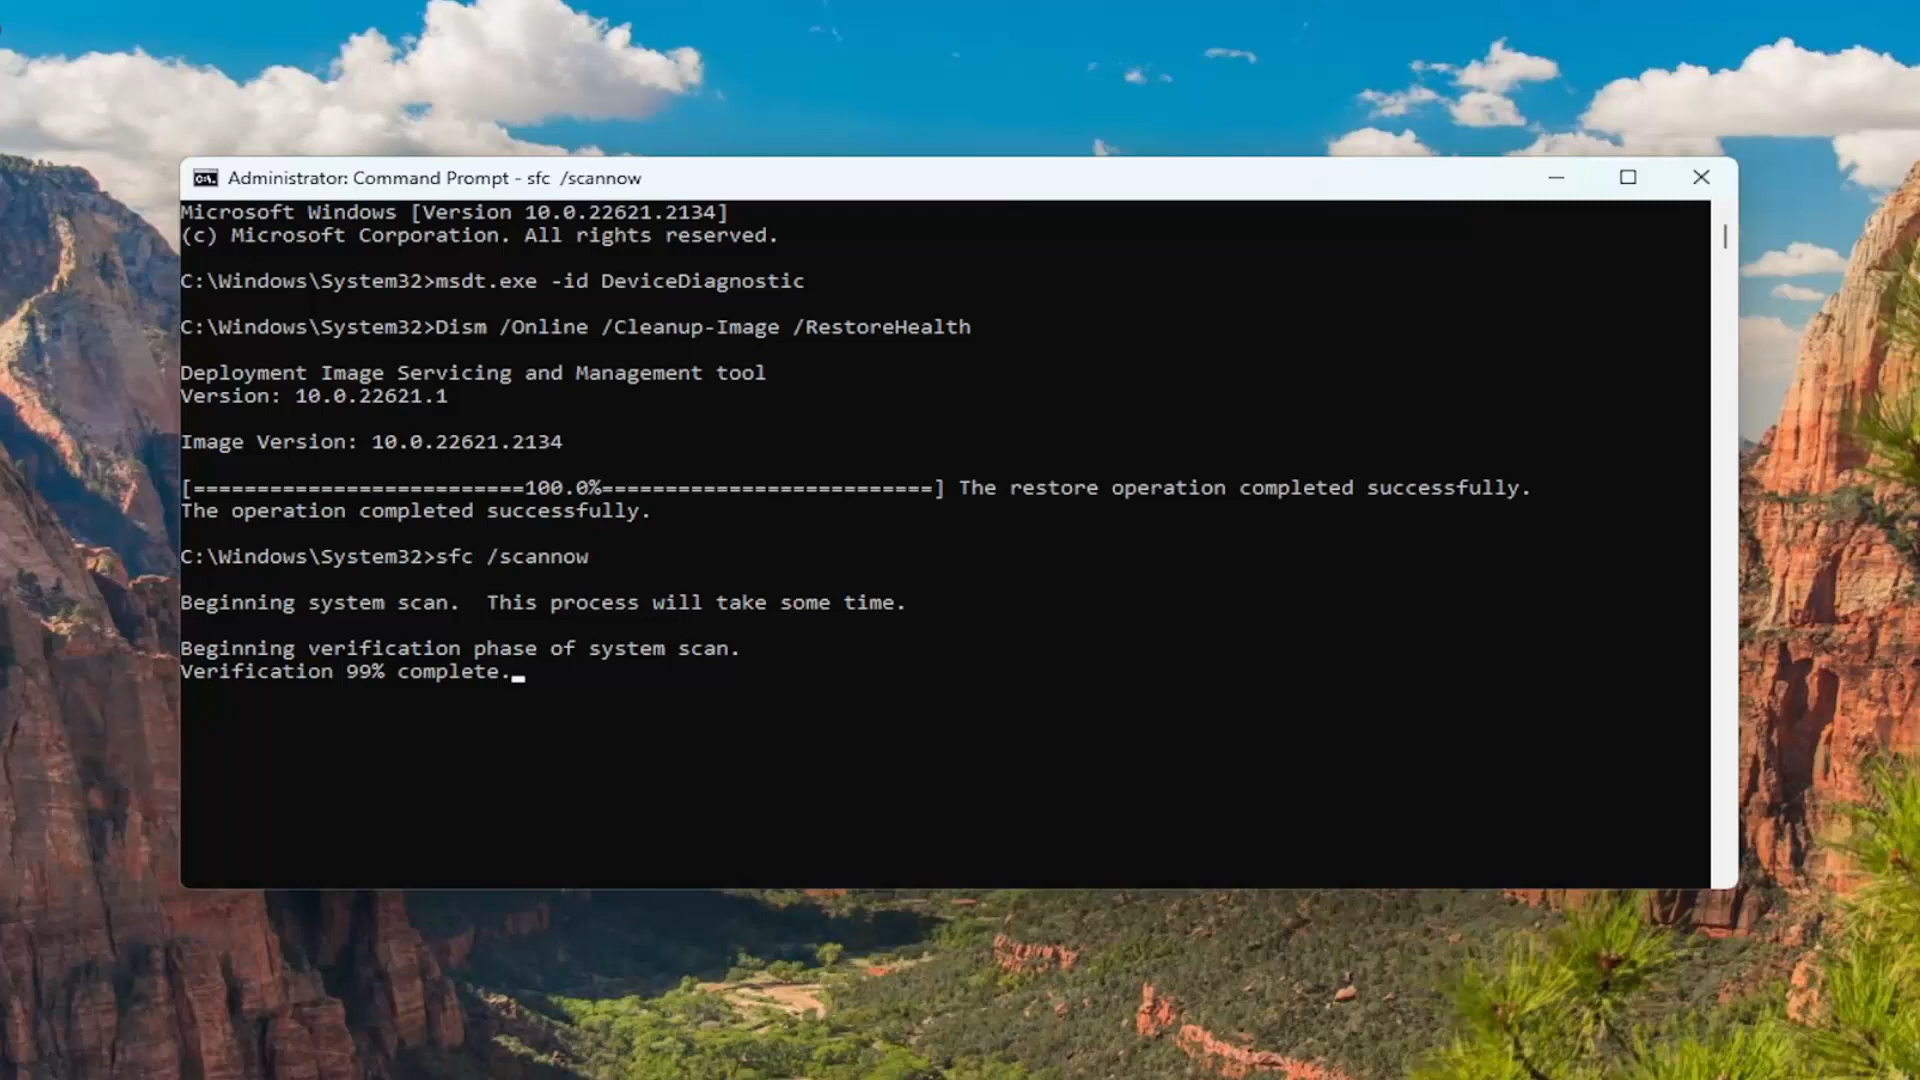 Administrator: Command Prompt - sfc  /scannow
Microsoft Windows [Version 10.0.22621.2134]
(c) Microsoft Corporation. All rights reserved.
C:\Windows\System32>msdt.exe -id DeviceDiagnostic
C:\Windows\System32>Dism /Online /Cleanup-Image /RestoreHealth
Deployment Image Servicing and Management tool
Version: 10.0.22621.1
Image Version: 10.0.22621.2134
[==========================100.0%==========================] The restore operation completed successfully.
The operation completed successfully.
C:\Windows\System32>sfc /scannow
Beginning system scan.  This process will take some time.
Beginning verification phase of system scan.
Verification 99% complete.